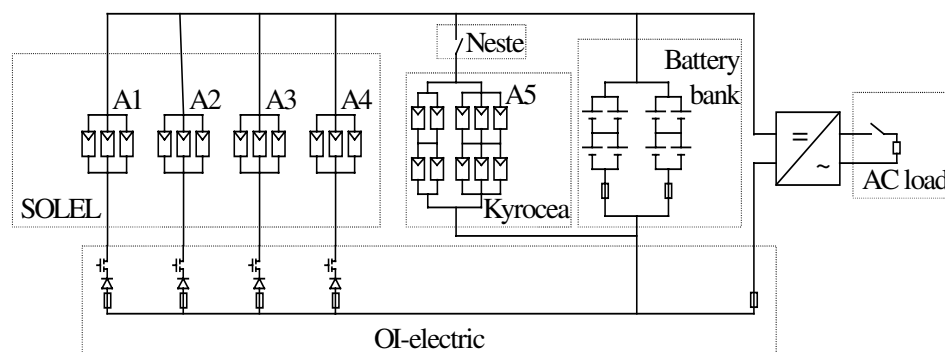 Neste
Battery
bank
A1
A2
A3
A4
A5
=
~
AC load
SOLEL
Kyrocea
OI-electric